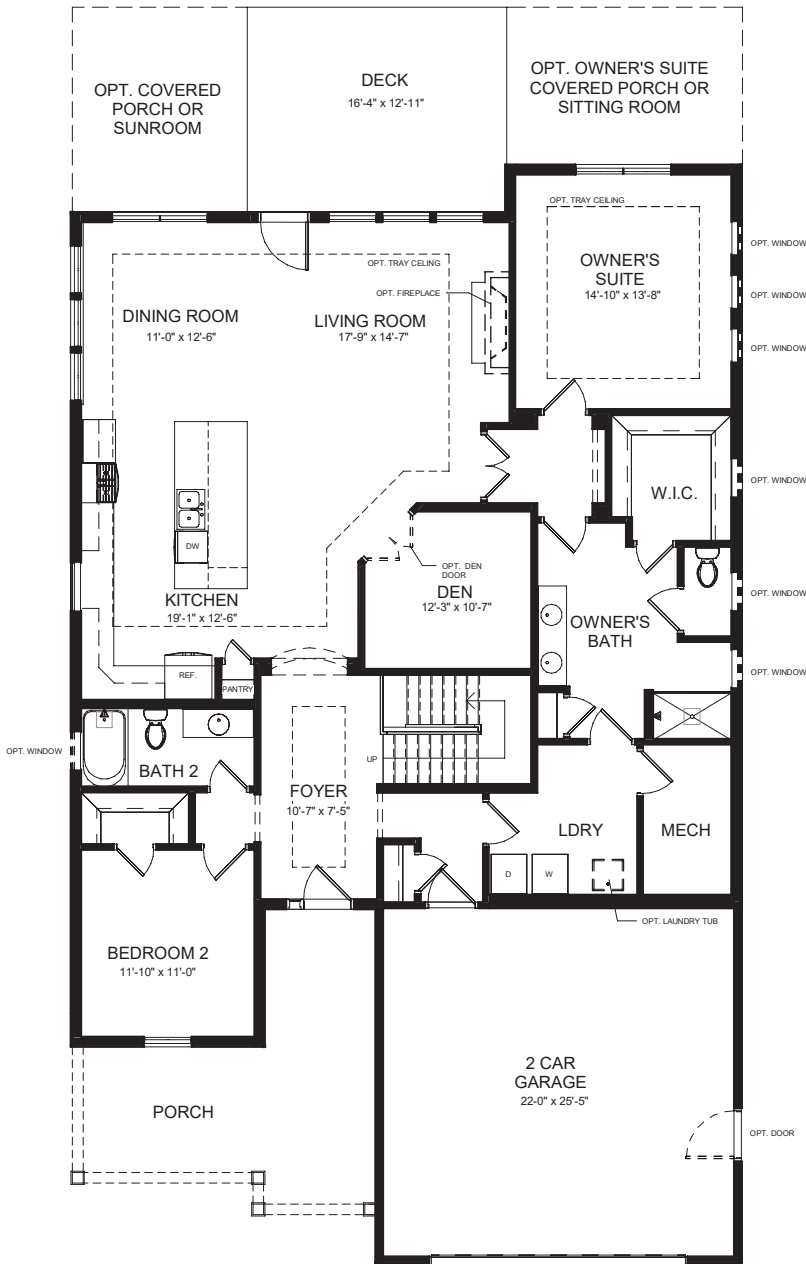 OPT. COVERED
PORCH OR
SUNROOM
DECK
16'-4" x 12'-11"
OPT. OWNER'S SUITE
COVERED PORCH OR
SITTING ROOM
OPT. TRAY CEILING
OWNER'S
SUITE
14'-10" x 13'-8"
OPT. WINDOW
OPT. WINDOW
OPT. WINDOW
OPT. TRAY CELING
OPT. FIREPLACE
DINING ROOM
11'-0" x 12'-6"
LIVING ROOM
17'-9" x 14'-7"
W.I.C.
OPT. WINDOW
DW
OPT. DEN
DOOR
DEN
12'-3" x 10'-7"
KITCHEN
19'-1" x 12'-6"
OWNER'S
BATH
OPT. WINDOW
OPT. WINDOW
REF.
PANTRY
OPT. WINDOW
BATH 2
UP
FOYER
10'-7" x 7'-5"
LDRY
MECH
D
W
OPT. LAUNDRY TUB
BEDROOM 2
11'-10" x 11'-0"
2 CAR
GARAGE
22'-0" x 25'-5"
PORCH
OPT. DOOR